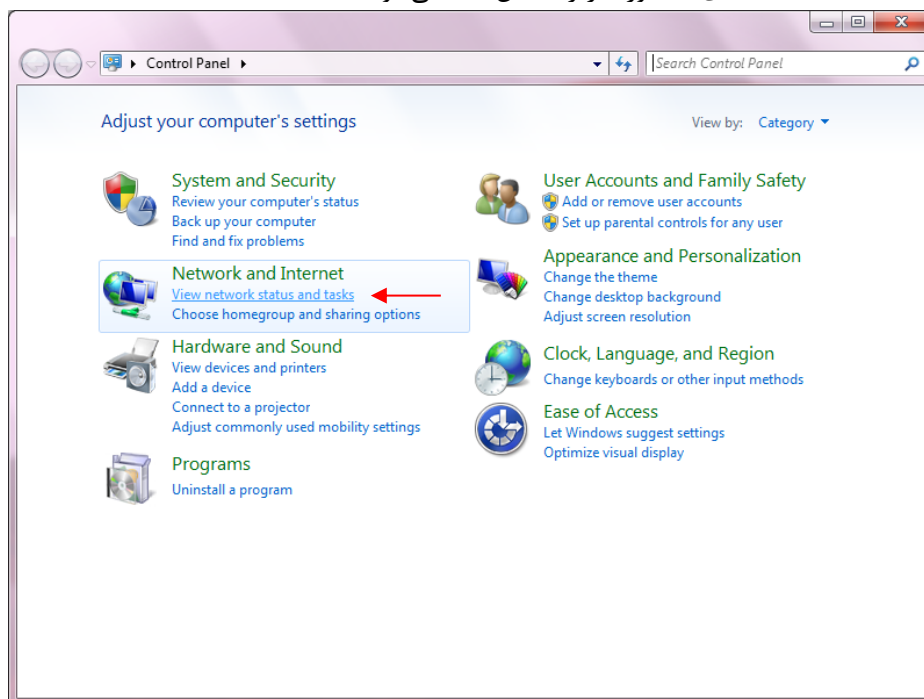 Control Panel
Search Control Panel
Adjust your computer's settings
View by: Category
System and Security
Review your computer's status
Back up your computer
Find and fix problems
Network and Internet
View network status and tasks
Choose homegroup and sharing options
Hardware and Sound
View devices and printers
Add a device
Connect to a projector
Adjust commonly used mobility settings
Programs
Uninstall a program
User Accounts and Family Safety
Add or remove user accounts
Set up parental controls for any user
Appearance and Personalization
Change the theme
Change desktop background
Adjust screen resolution
Clock, Language, and Region
Change keyboards or other input methods
Ease of Access
Let Windows suggest settings
Optimize visual display